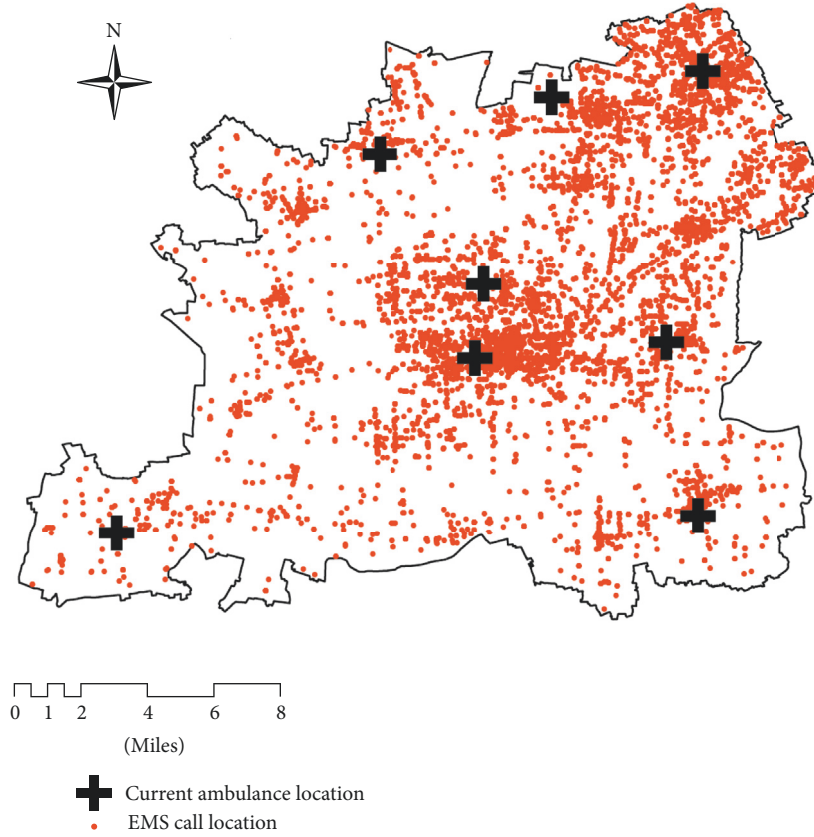 N
0 1 2 4 6 8
(Miles)
Current ambulance location
EMS call location